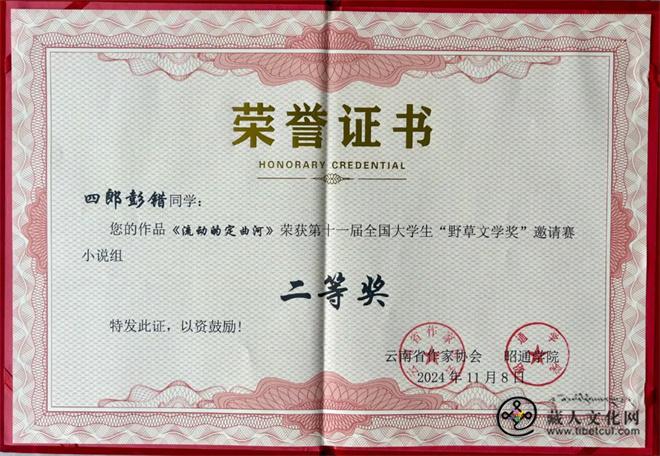 荣誉证书
HONORARY CREDENTIAL
四郎彭错同学：
您的作品《流动的定曲河》荣获第十一届全国大学生“野草文学奖”邀请赛
小说组
二等奖
特发此证，以资鼓励！
云南省作家协会 昭通学院
2024年11月8日
藏人文化网
www.tibetcul.com